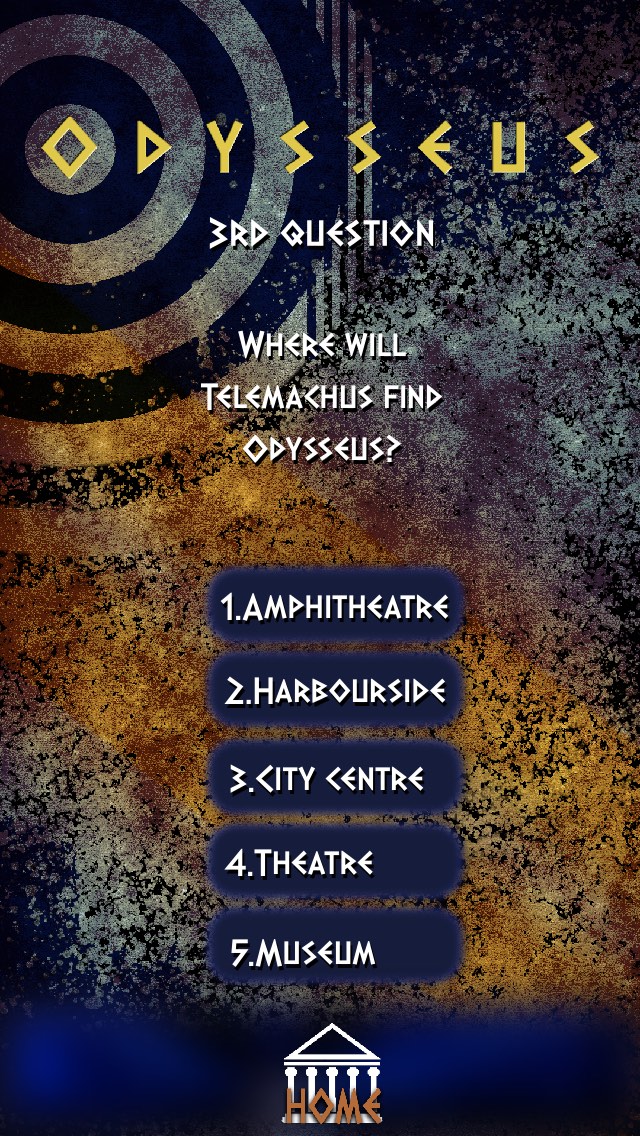 Odysseus
3rd question
Where will
Telemachus find
Odysseus?
1.Amphitheatre
2.Harbourside
3.City centre
4.Theatre
5.Museum
HOME